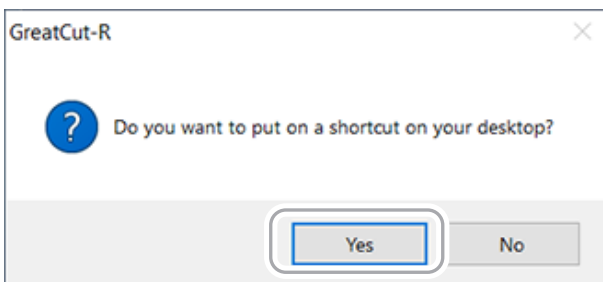 GreatCut-R
Do you want to put on a shortcut on your desktop?
Yes No